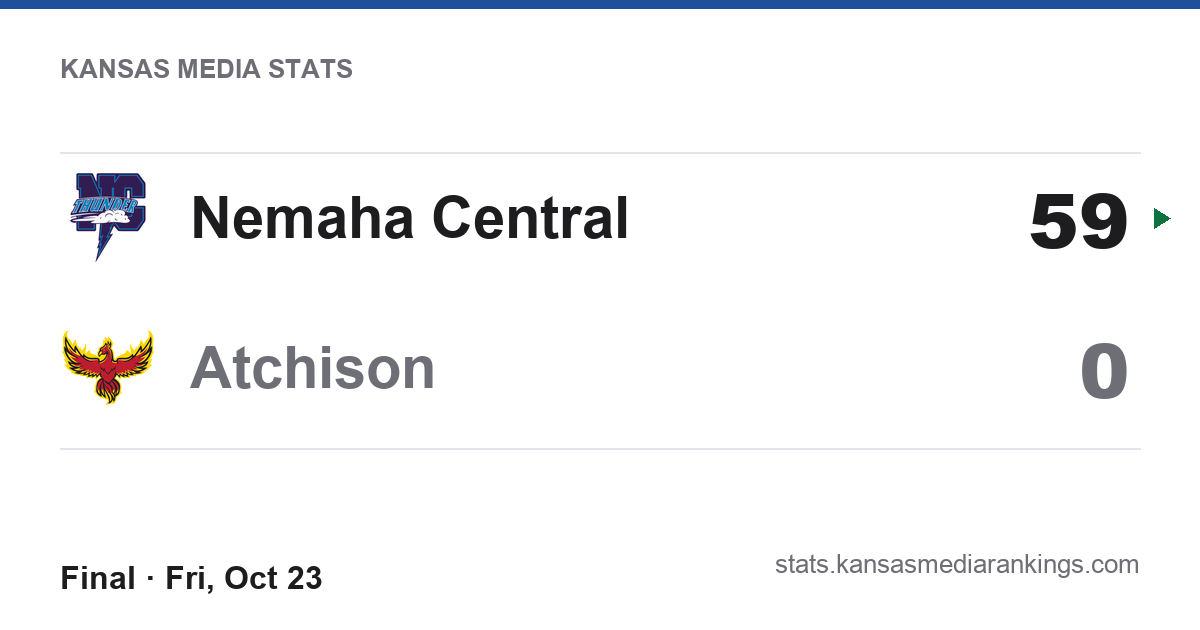 KANSAS MEDIA STATS
NC
THUNDER
Nemaha Central
59
Atchison
0
Final · Fri, Oct 23
stats.kansasmediarankings.com